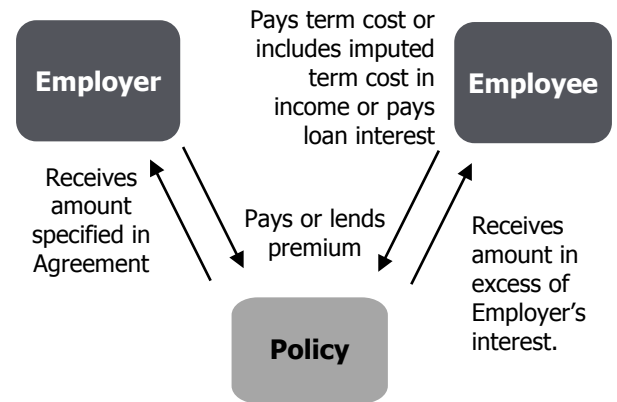 Employer
Pays term cost or
includes imputed
term cost in
income or pays
loan interest
Employee
Receives
amount
specified in
Agreement
Pays or lends
premium
Receives
amount in
excess of
Employer’s
interest.
Policy